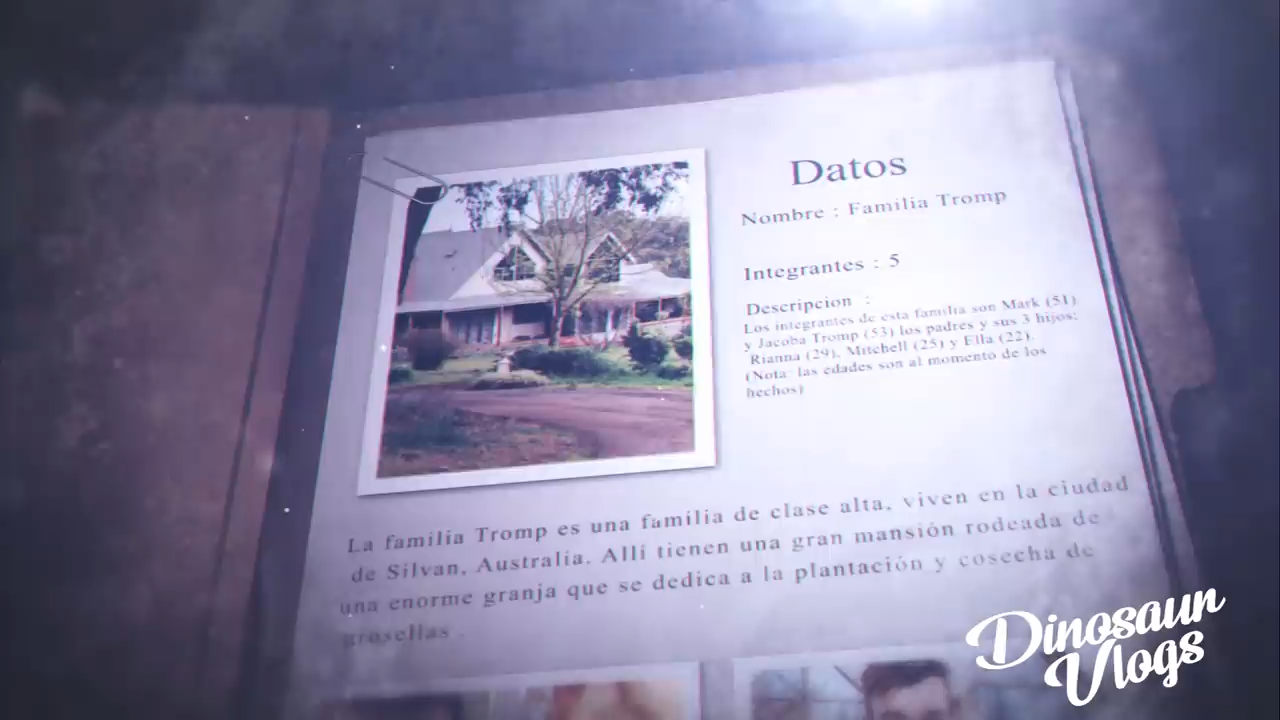 Datos
Nombre : Familia Tromp
Integrantes : 5
Descripcion :
Los integrantes de esta familia son Mark (51)
y Jacoba Tromp (53) los padres y sus 3 hijos;
Rianna (29), Mitchell (25) y Ella (22).
(Nota: las edades son al momento de los
hechos)
La familia Tromp es una familia de clase alta, viven en la ciudad
de Silvan, Australia. Allí tienen una gran mansión rodeada de
una enorme granja que se dedica a la plantación y cosecha de
grosellas .
Dinosaur
Vlogs